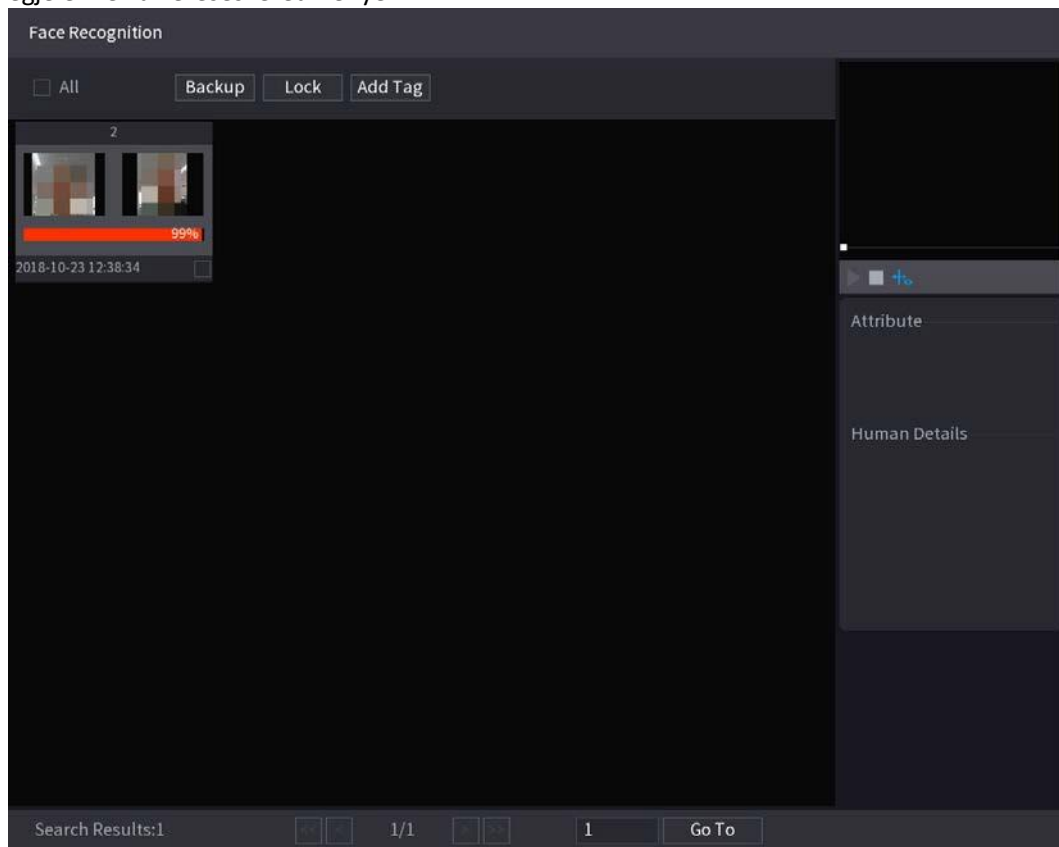 Face Recognition
All Backup Lock Add Tag
2
99%
2018-10-23 12:38:34
Attribute
Human Details
Search Results:1 << < 1/1 > >> 1 Go To